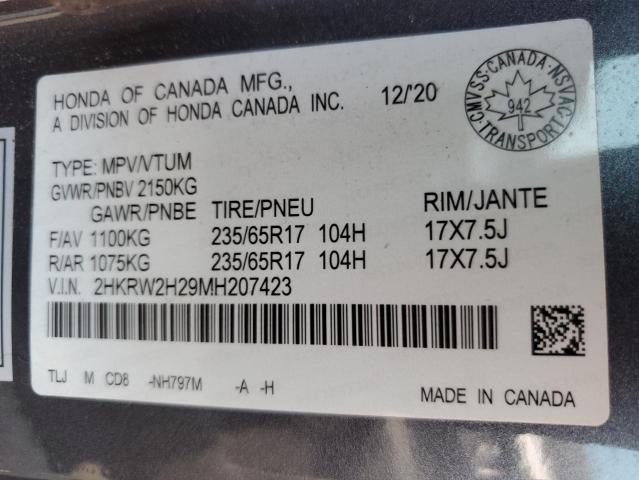 HONDA OF CANADA MFG.,
A DIVISION OF HONDA CANADA INC. 12/'20
CMVSS·CANADA·NSVAC·TRANSPORT
942
TYPE: MPV/VTUM
GVWR/PNBV 2150KG
GAWR/PNBE TIRE/PNEU RIM/JANTE
F/AV 1100KG 235/65R17 104H 17X7.5J
R/AR 1075KG 235/65R17 104H 17X7.5J
V.I.N. 2HKRW2H29MH207423
TLJ M CD8 -NH797M -A -H
MADE IN CANADA